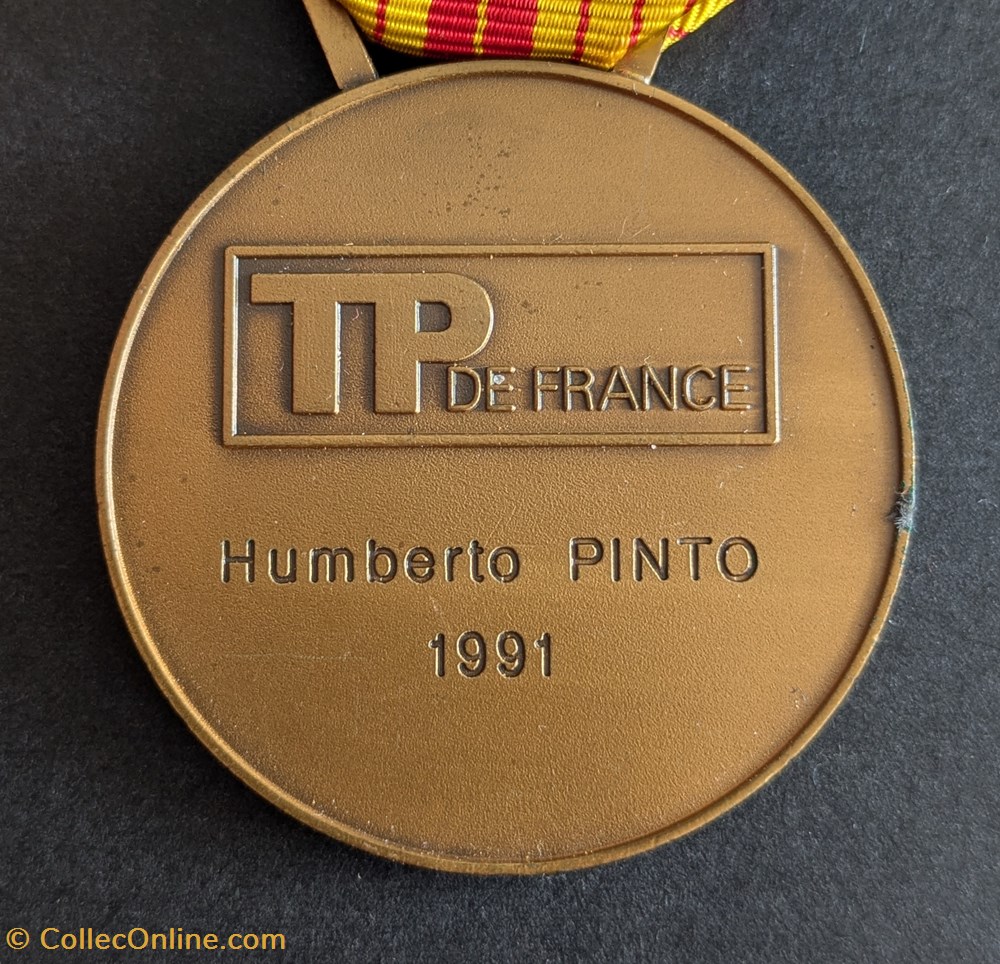 TP DE FRANCE
Humberto PINTO
1991
© CollecOnline.com